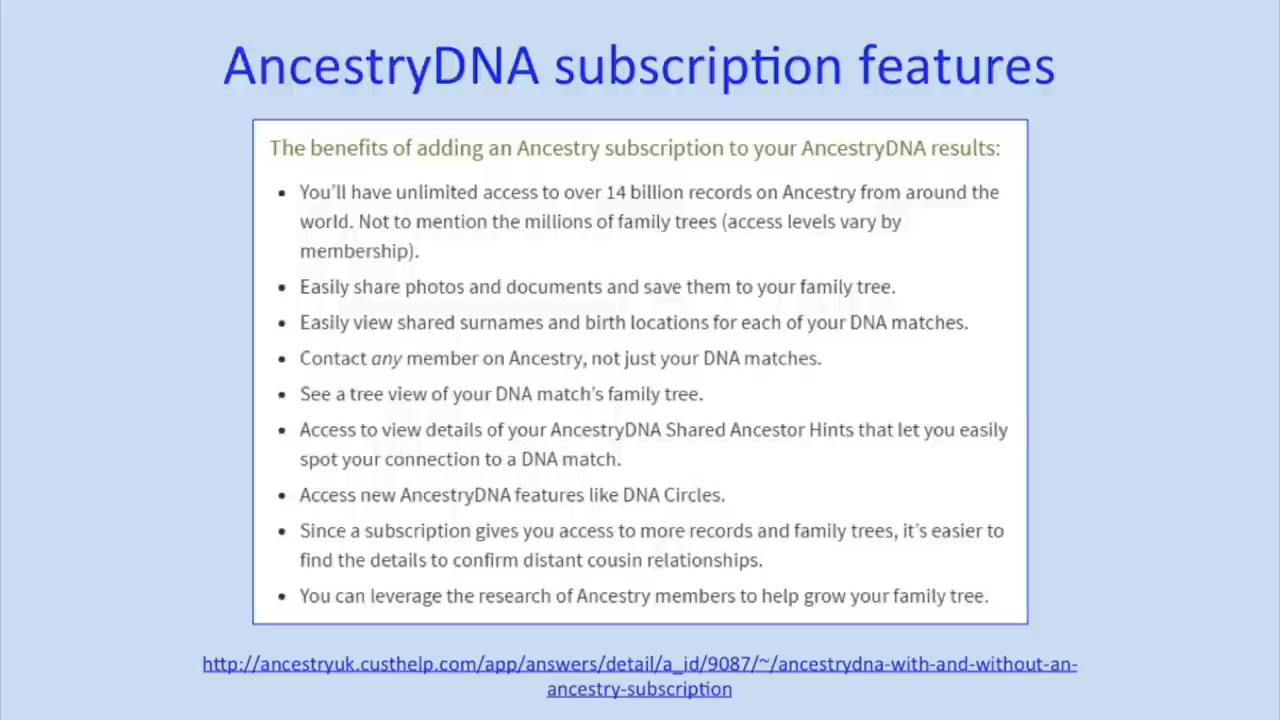 AncestryDNA subscription features
The benefits of adding an Ancestry subscription to your AncestryDNA results:
• You'll have unlimited access to over 14 billion records on Ancestry from around the
world. Not to mention the millions of family trees (access levels vary by
membership).
• Easily share photos and documents and save them to your family tree.
• Easily view shared surnames and birth locations for each of your DNA matches.
• Contact any member on Ancestry, not just your DNA matches.
• See a tree view of your DNA match's family tree.
• Access to view details of your AncestryDNA Shared Ancestor Hints that let you easily
spot your connection to a DNA match.
• Access new AncestryDNA features like DNA Circles.
• Since a subscription gives you access to more records and family trees, it's easier to
find the details to confirm distant cousin relationships.
• You can leverage the research of Ancestry members to help grow your family tree.
http://ancestryuk.custhelp.com/app/answers/detail/a_id/9087/~/ancestrydna-with-and-without-an-
ancestry-subscription